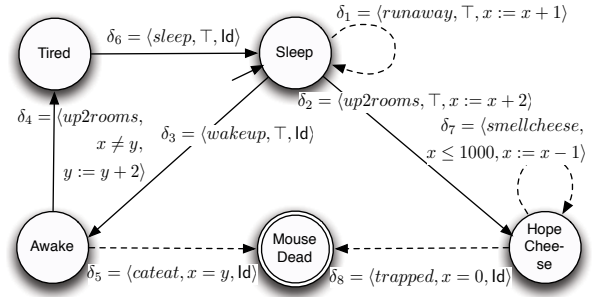 δ₁ = ⟨runaway, ⊤, x := x + 1⟩
δ₆ = ⟨sleep, ⊤, Id⟩
Tired
Sleep
δ₂ = ⟨up2rooms, ⊤, x := x + 2⟩
δ₄ = ⟨up2rooms,
x ≠ y,
y := y + 2⟩
δ₃ = ⟨wakeup, ⊤, Id⟩
δ₇ = ⟨smellcheese,
x ≤ 1000, x := x − 1⟩
Awake
Mouse
Dead
Hope
Chee-
se
δ₅ = ⟨cateat, x = y, Id⟩
δ₈ = ⟨trapped, x = 0, Id⟩